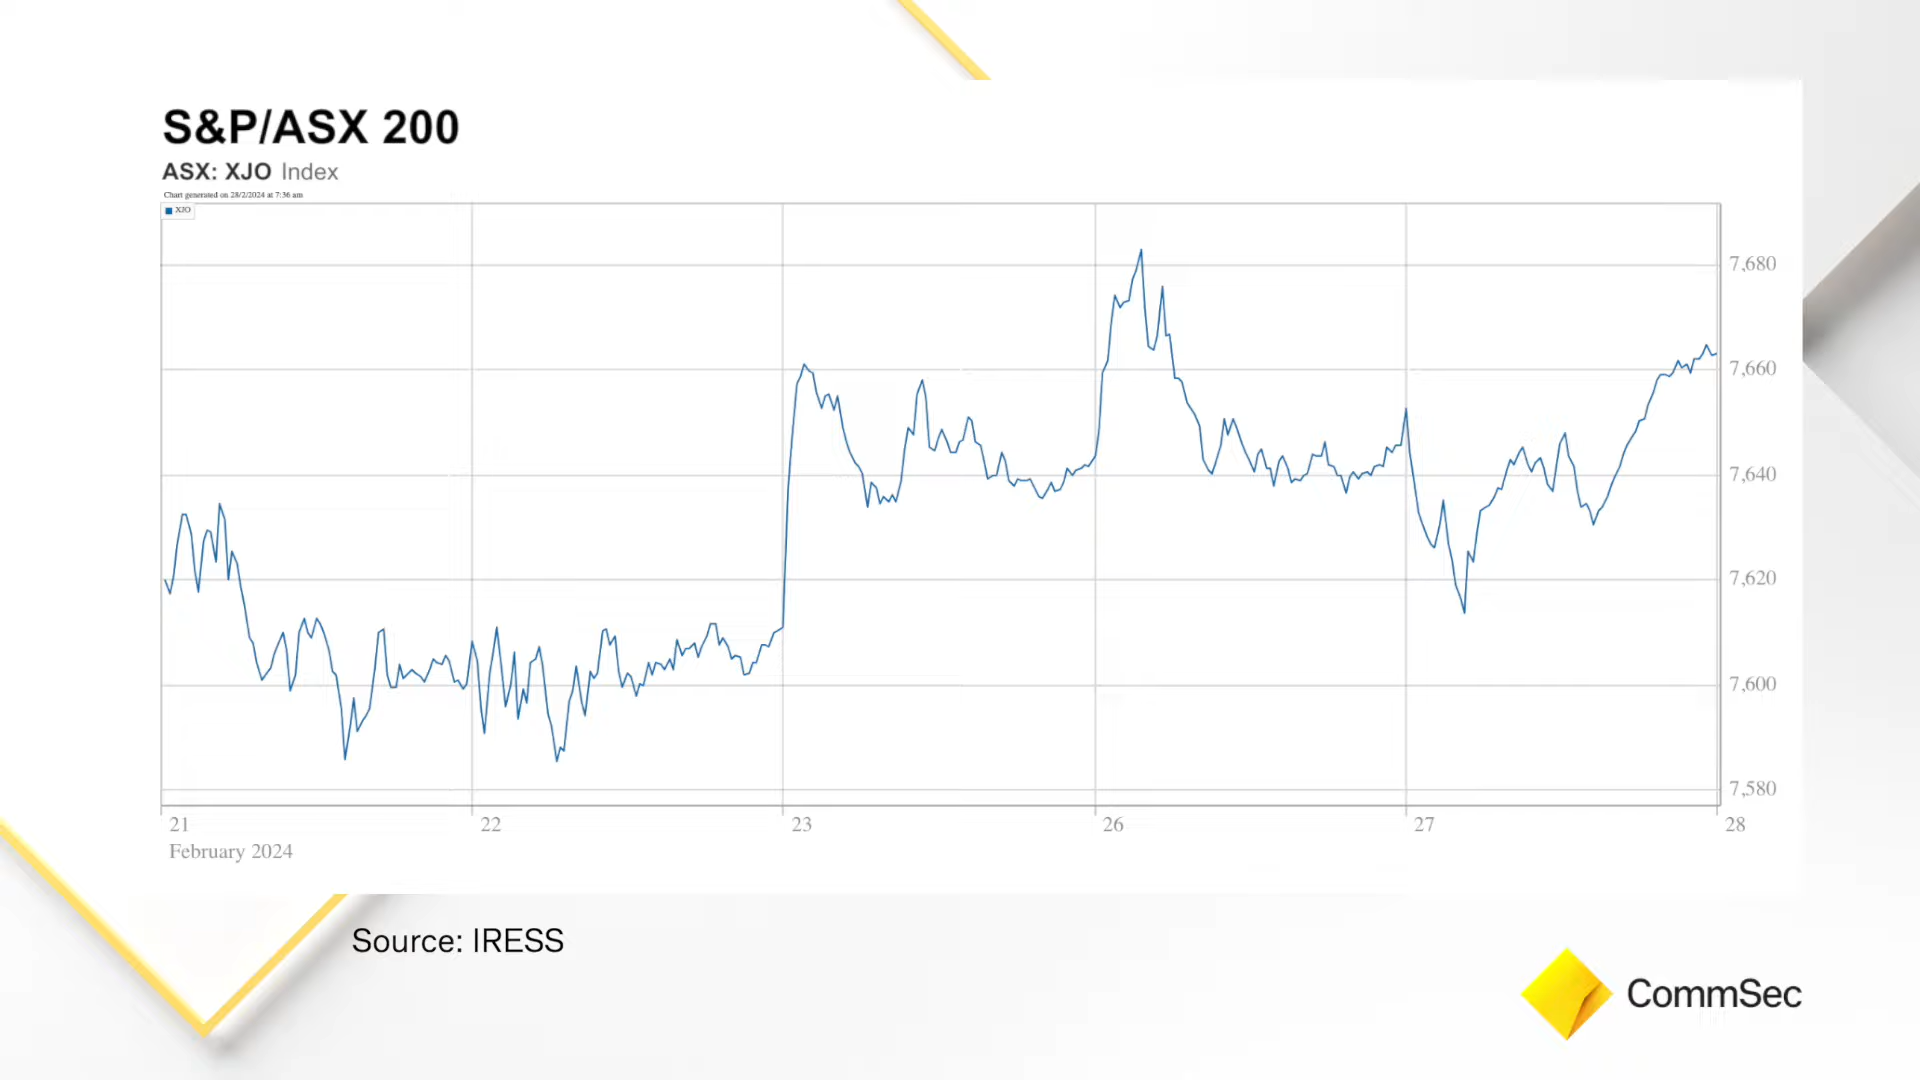 S&P/ASX 200
ASX: XJO Index
Chart generated on 28/2/2024 at 7:36 am
XJO
7,680
7,660
7,640
7,620
7,600
7,580
21 22 23 26 27 28
February 2024
Source: IRESS
CommSec